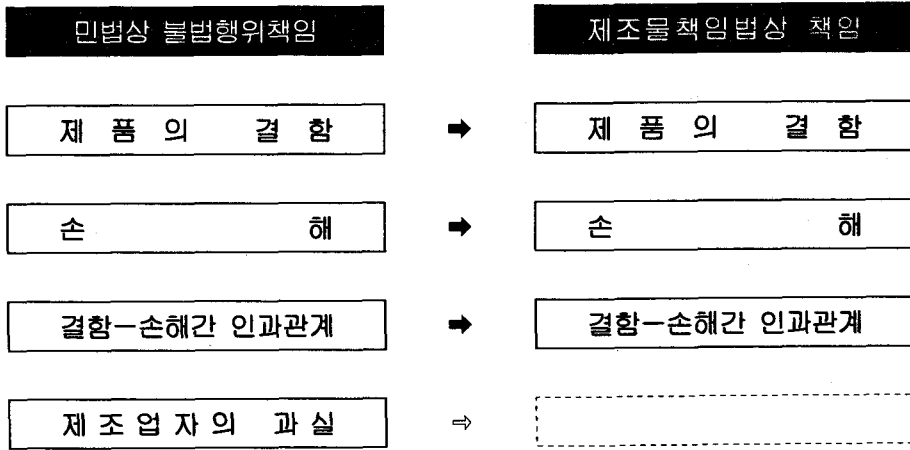 민법상 불법행위책임 제조물책임법상 책임
제 품 의 결 함 ➡ 제 품 의 결 함
손 해 ➡ 손 해
결함-손해간 인과관계 ➡ 결함-손해간 인과관계
제 조 업 자 의 과 실 ⇨